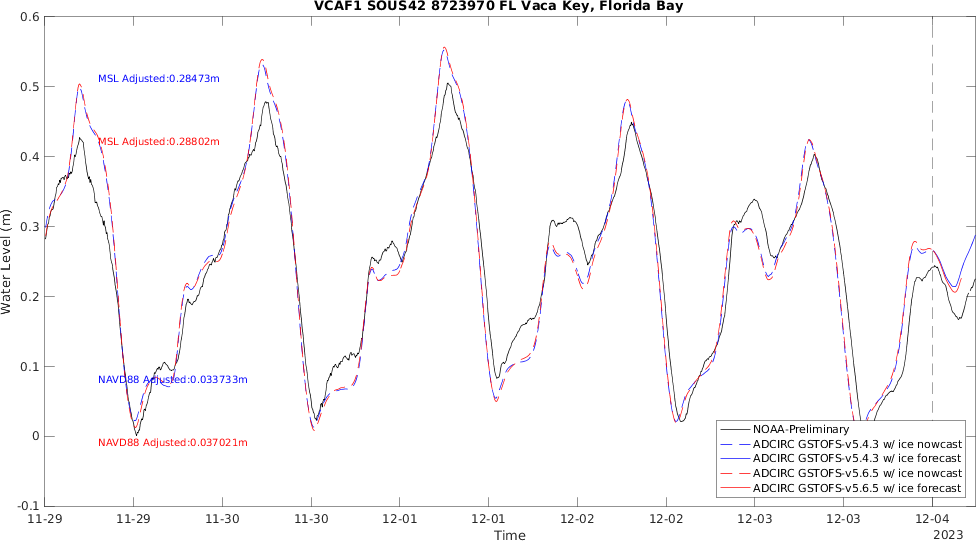 VCAF1 SOUS42 8723970 FL Vaca Key, Florida Bay
0.6
0.5
0.4
0.3
0.2
0.1
0
-0.1
Water Level (m)
MSL Adjusted:0.28473m
MSL Adjusted:0.28802m
NAVD88 Adjusted:0.033733m
NAVD88 Adjusted:0.037021m
NOAA-Preliminary
ADCIRC GSTOFS-v5.4.3 w/ ice nowcast
ADCIRC GSTOFS-v5.4.3 w/ ice forecast
ADCIRC GSTOFS-v5.6.5 w/ ice nowcast
ADCIRC GSTOFS-v5.6.5 w/ ice forecast
11-29 11-29 11-30 11-30 12-01 12-01 12-02 12-02 12-03 12-03 12-04
Time
2023